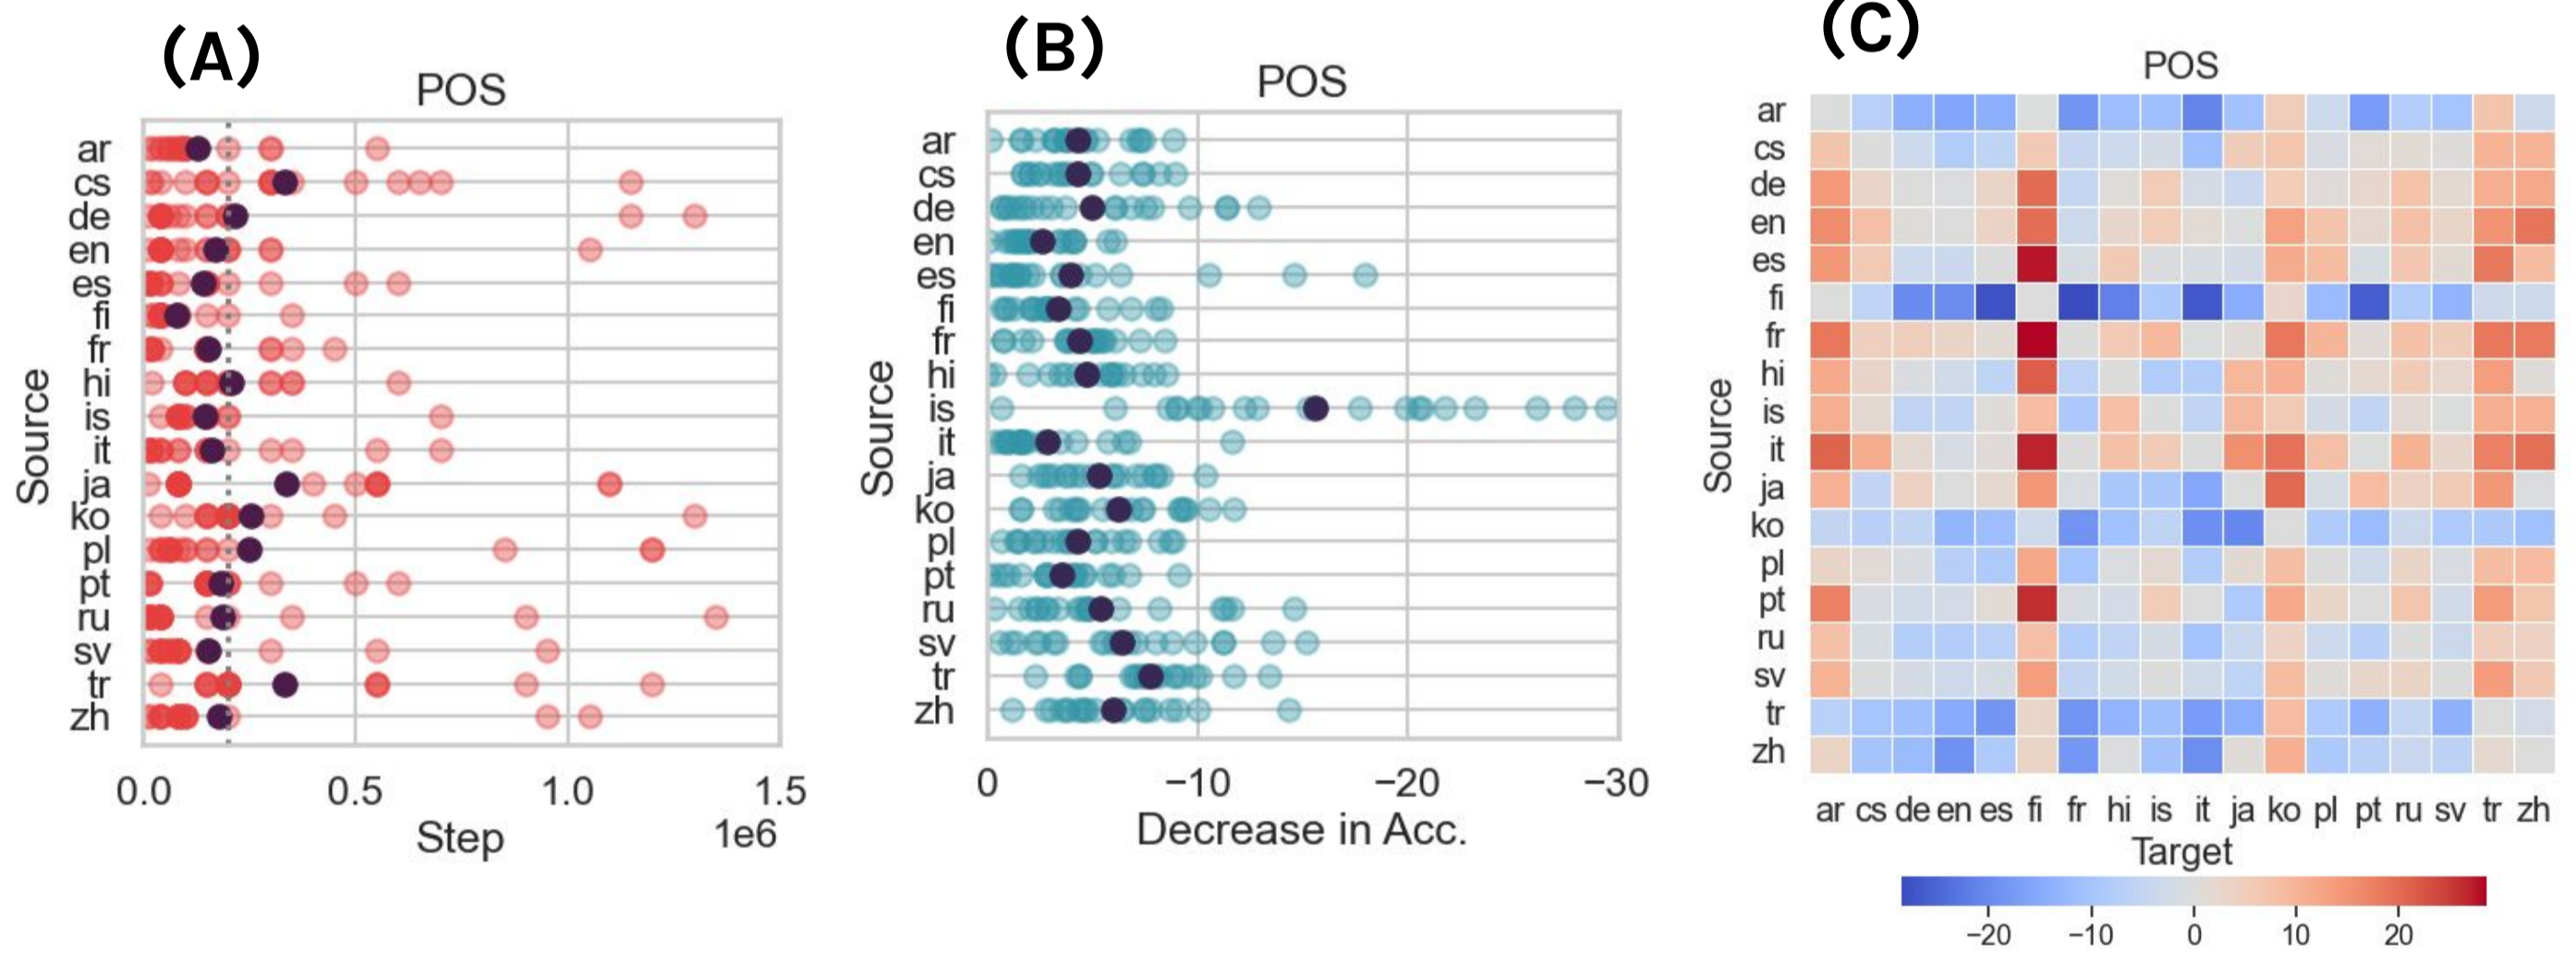 (A)
POS
Source
ar
cs
de
en
es
fi
fr
hi
is
it
ja
ko
pl
pt
ru
sv
tr
zh
0.0 0.5 1.0 1.5
Step 1e6
(B)
POS
Source
ar
cs
de
en
es
fi
fr
hi
is
it
ja
ko
pl
pt
ru
sv
tr
zh
0 −10 −20 −30
Decrease in Acc.
(C)
POS
Source
ar
cs
de
en
es
fi
fr
hi
is
it
ja
ko
pl
pt
ru
sv
tr
zh
ar cs de en es fi fr hi is it ja ko pl pt ru sv tr zh
Target
−20 −10 0 10 20